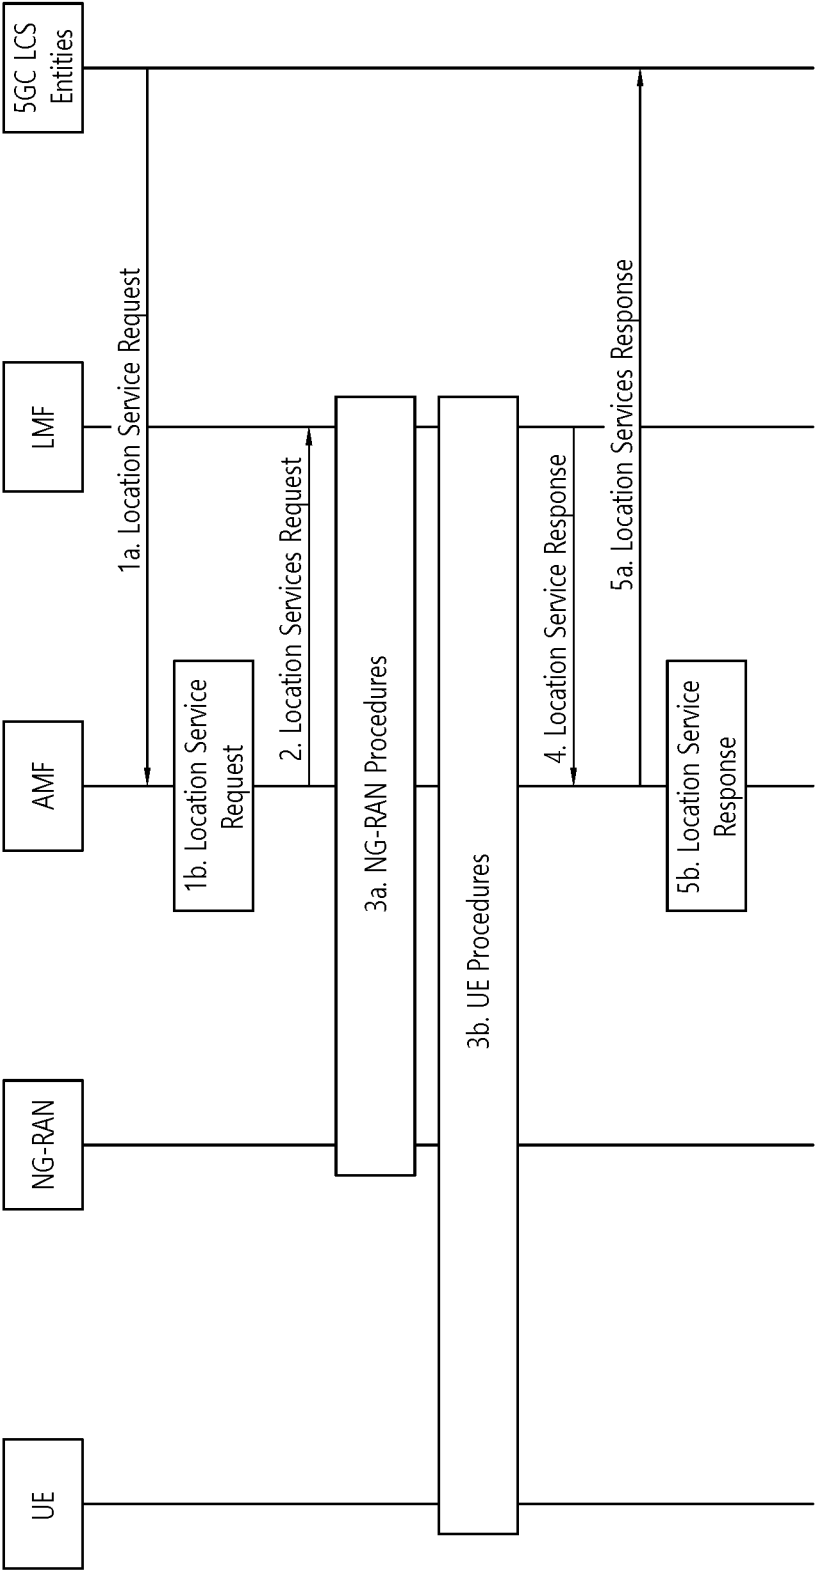 UE
NG-RAN
AMF
LMF
5GC LCS
Entities
1a. Location Service Request
1b. Location Service
Request
2. Location Services Request
3a. NG-RAN Procedures
3b. UE Procedures
4. Location Service Response
5a. Location Services Response
5b. Location Service
Response